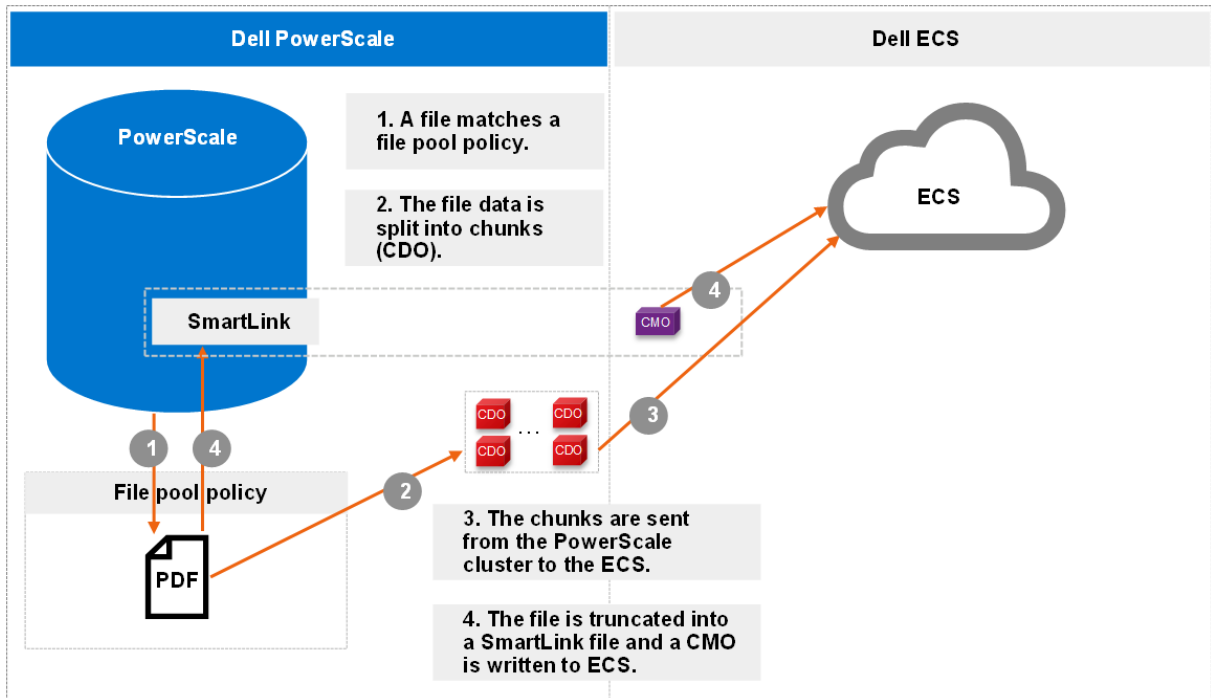 Dell PowerScale
Dell ECS
PowerScale
1. A file matches a
file pool policy.
2. The file data is
split into chunks
(CDO).
ECS
SmartLink
CMO
4
3
CDO
CDO
...
CDO
CDO
1
4
2
File pool policy
PDF
3. The chunks are sent
from the PowerScale
cluster to the ECS.
4. The file is truncated into
a SmartLink file and a CMO
is written to ECS.